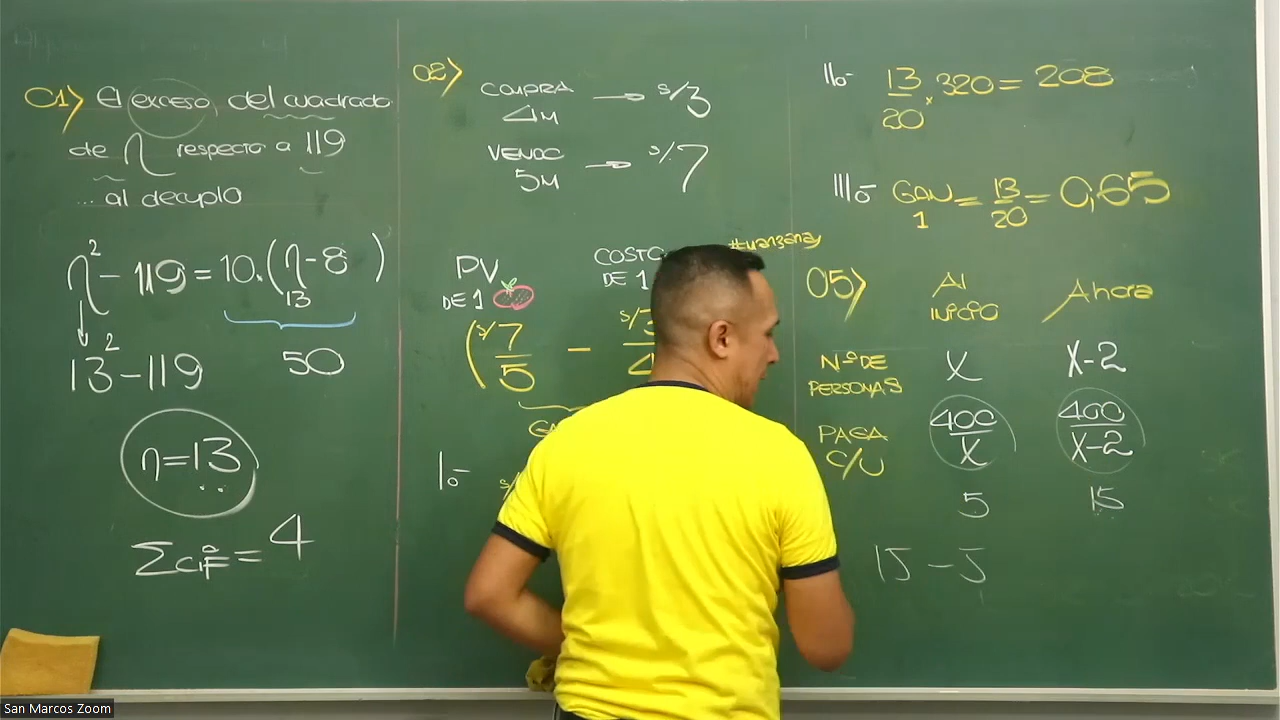 01) El exceso, del cuadrado
de n respecto a 119
... al decuplo
n² - 119 = 10.(n-8)
13
13² - 119
50
n=13
Σcif = 4
02)
COMPRA → S/3
4M
VENDO → S/.7
5M
PV
DE 1
COSTO
DE 1
(S/7/5 -
I.-
II.- 13/20 × 320 = 208
III.- GAN = 13/20 = 0,65
1
#manzanas
05) Al INICIO Ahora
Nº DE PERSONAS X X-2
PAGA C/U 400/X 400/X-2
5 15
15 - 5
San Marcos Zoom